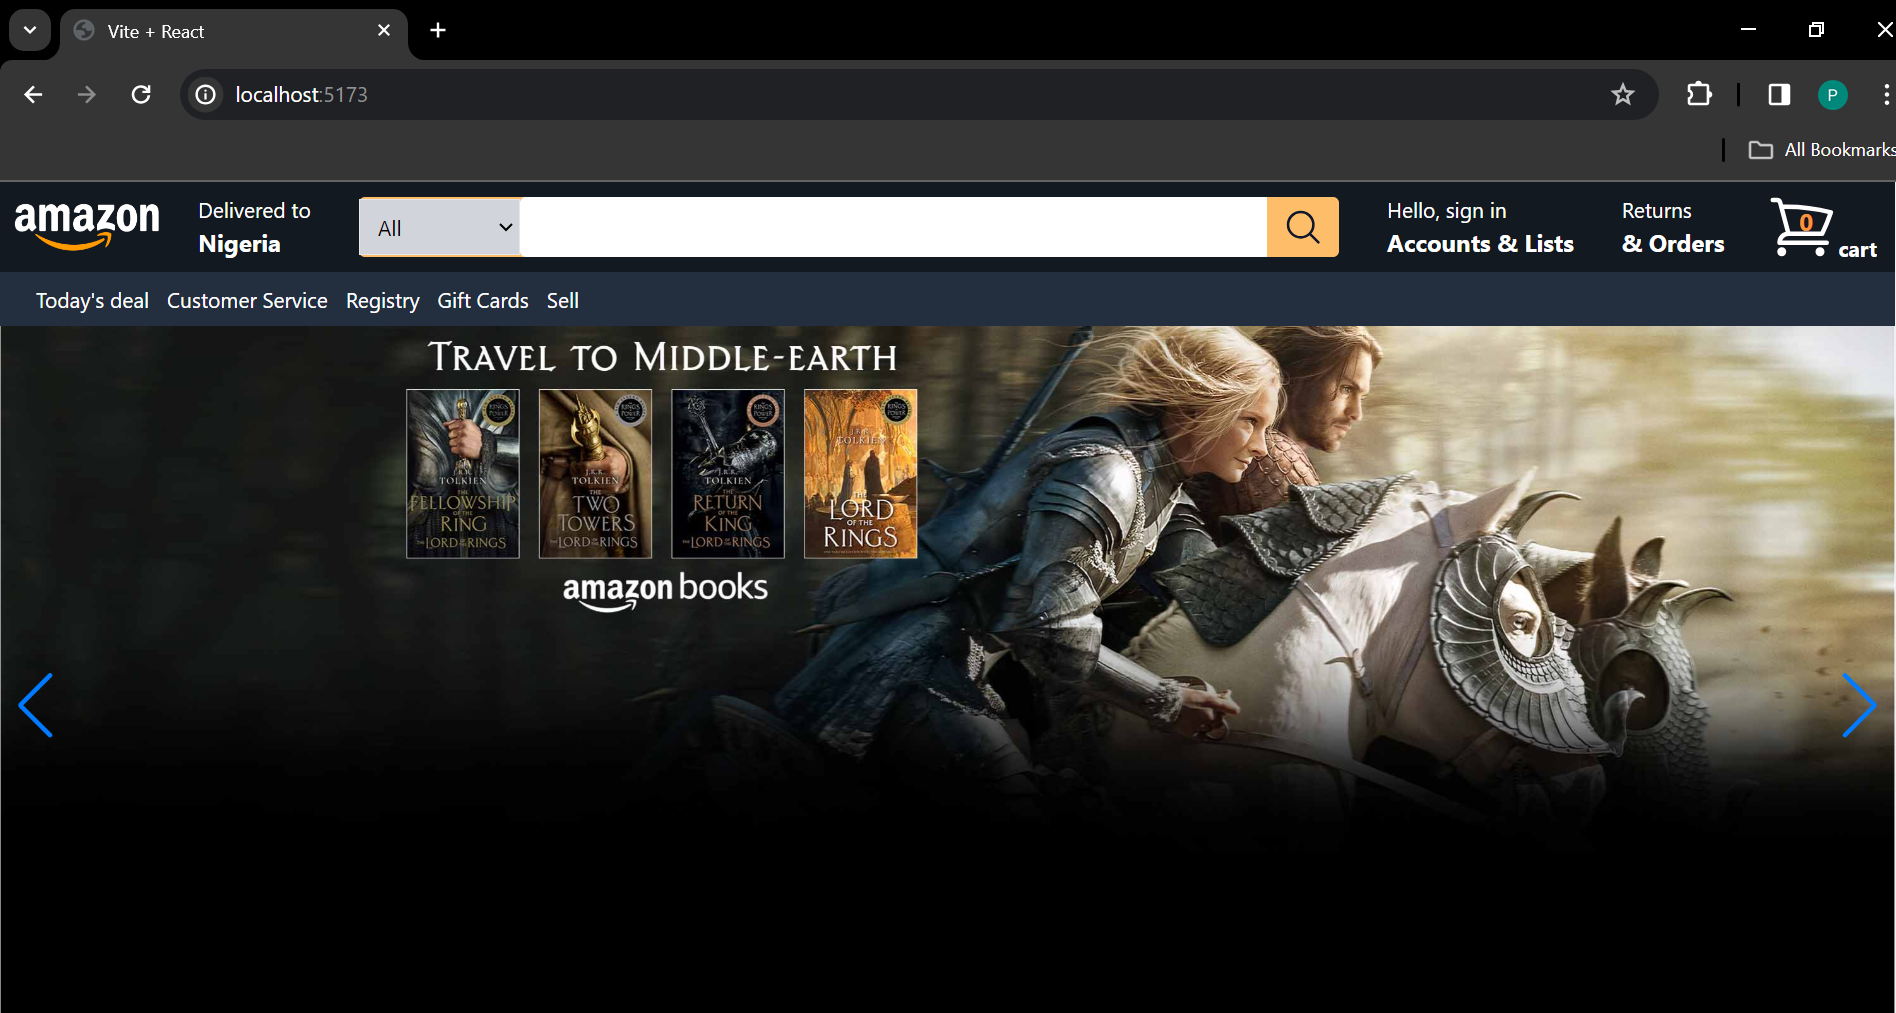 Vite + React
localhost:5173
All Bookmarks
amazon
Delivered to
Nigeria
All
Hello, sign in
Accounts & Lists
Returns
& Orders
0
cart
Today's deal Customer Service Registry Gift Cards Sell
TRAVEL TO MIDDLE-EARTH
J.R.R.
TOLKIEN
THE
FELLOWSHIP
OF THE
RING
THE LORD OF THE RINGS
J.R.R.
TOLKIEN
THE
TWO
TOWERS
THE LORD OF THE RINGS
J.R.R.
TOLKIEN
THE
RETURN
OF THE
KING
THE LORD OF THE RINGS
J.R.R.
TOLKIEN
THE
LORD
OF THE
RINGS
amazon books
P